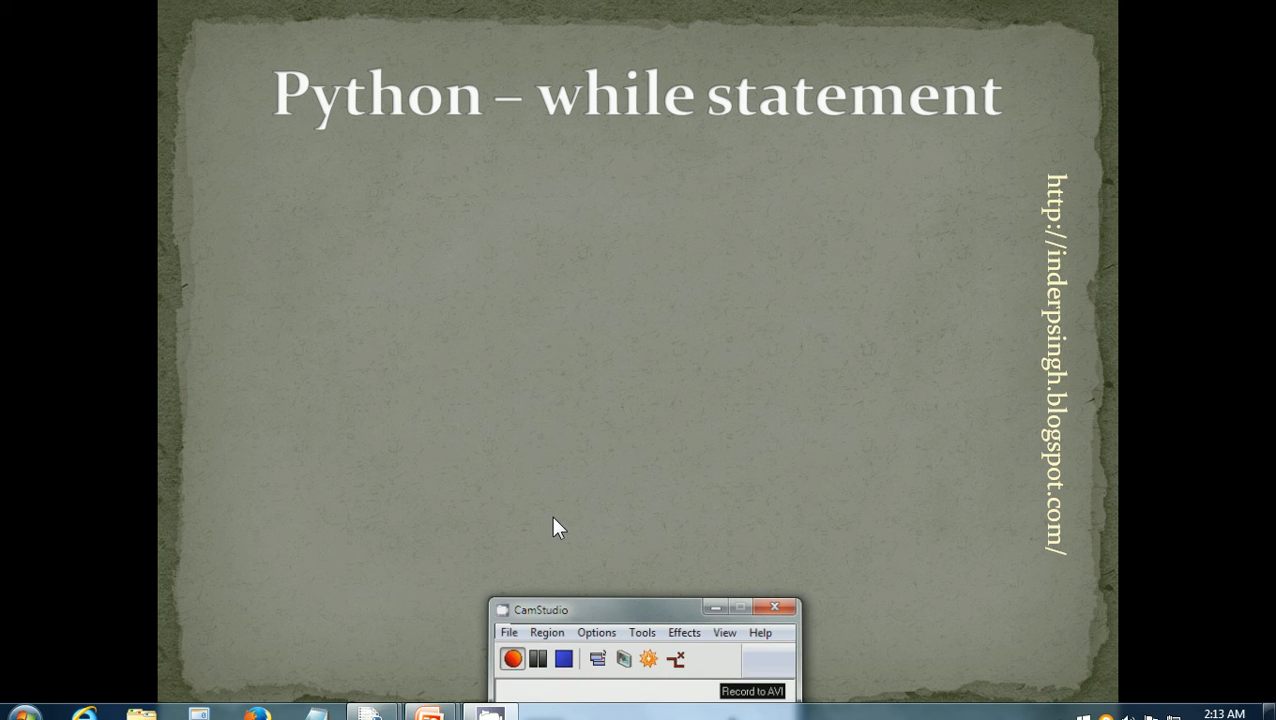 Python – while statement
http://inderpsingh.blogspot.com/
CamStudio
File Region Options Tools Effects View Help
Record to AVI
2:13 AM